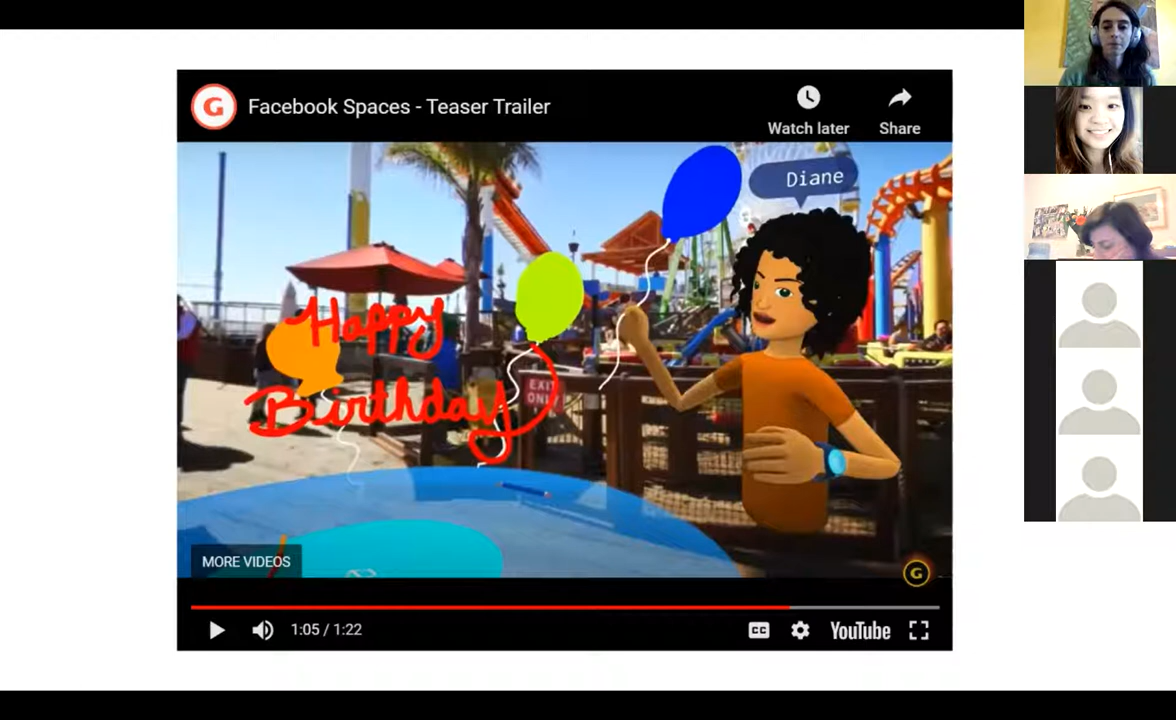 G Facebook Spaces - Teaser Trailer
Watch later
Share
Diane
Happy
Birthday
EXIT
ONLY
MORE VIDEOS
G
1:05 / 1:22
CC
YouTube